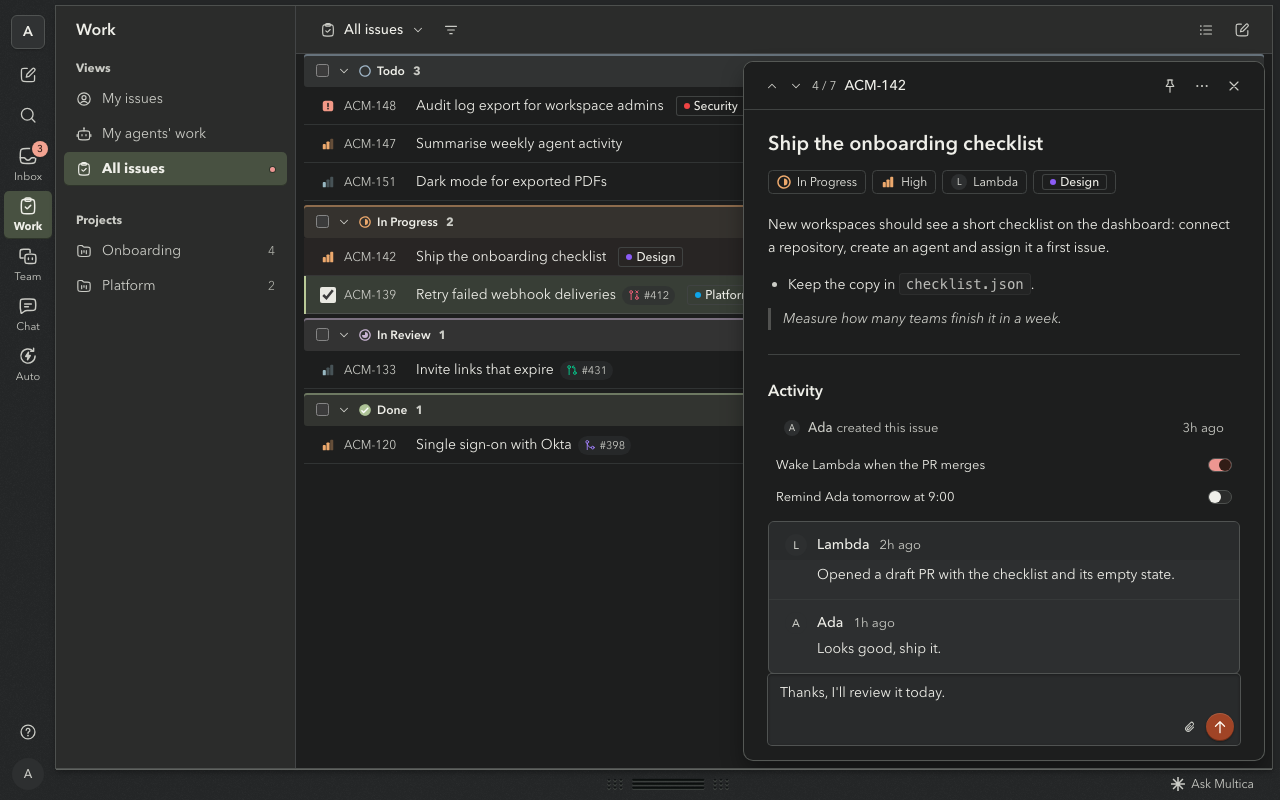 A
Inbox
3
Work
Team
Chat
Auto
A
Work
Views
My issues
My agents' work
All issues
Projects
Onboarding 4
Platform 2
All issues
Todo 3
ACM-148 Audit log export for workspace admins Security
ACM-147 Summarise weekly agent activity
ACM-151 Dark mode for exported PDFs
In Progress 2
ACM-142 Ship the onboarding checklist Design
ACM-139 Retry failed webhook deliveries #412
In Review 1
ACM-133 Invite links that expire #431
Done 1
ACM-120 Single sign-on with Okta #398
4 / 7 ACM-142
Ship the onboarding checklist
In Progress High L Lambda Design
New workspaces should see a short checklist on the dashboard: connect
a repository, create an agent and assign it a first issue.
• Keep the copy in checklist.json.
Measure how many teams finish it in a week.
Activity
A Ada created this issue 3h ago
Wake Lambda when the PR merges
Remind Ada tomorrow at 9:00
L Lambda 2h ago
Opened a draft PR with the checklist and its empty state.
A Ada 1h ago
Looks good, ship it.
Thanks, I'll review it today.
Ask Multica